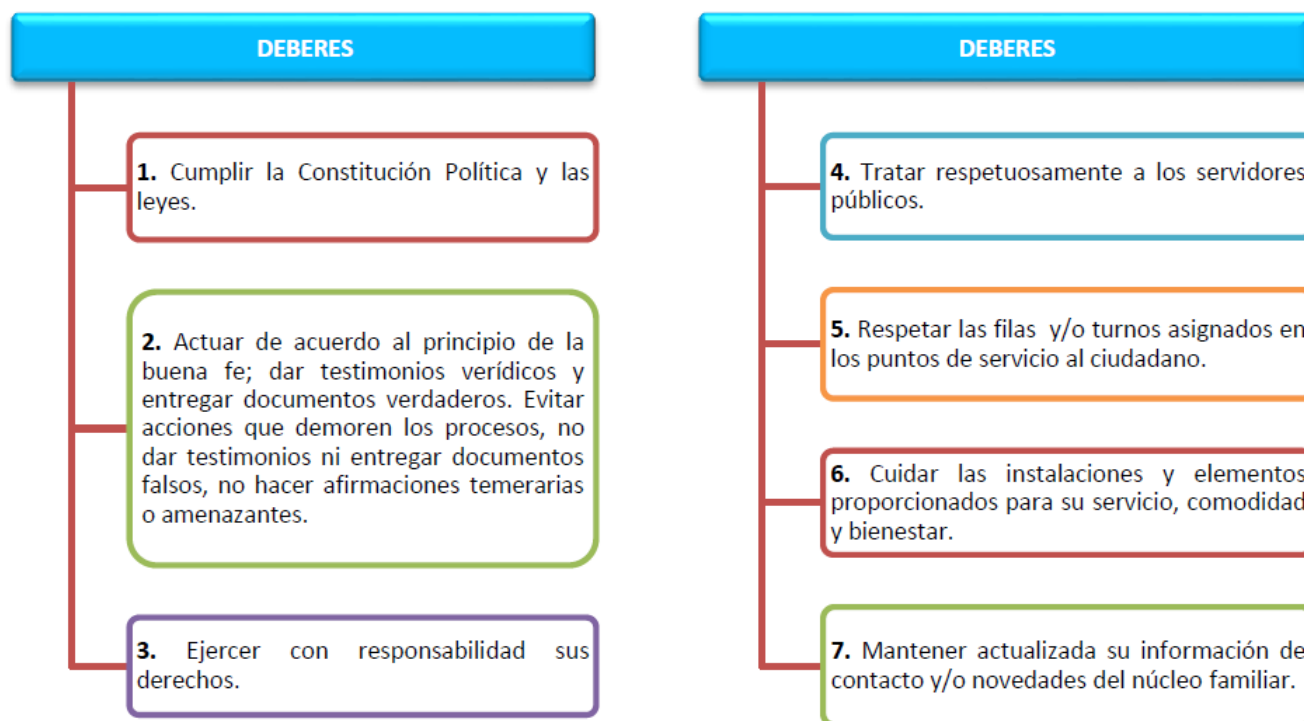 DEBERES
1. Cumplir la Constitución Política y las
leyes.
2. Actuar de acuerdo al principio de la
buena fe; dar testimonios verídicos y
entregar documentos verdaderos. Evitar
acciones que demoren los procesos, no
dar testimonios ni entregar documentos
falsos, no hacer afirmaciones temerarias
o amenazantes.
3. Ejercer con responsabilidad sus
derechos.
DEBERES
4. Tratar respetuosamente a los servidores
públicos.
5. Respetar las filas y/o turnos asignados en
los puntos de servicio al ciudadano.
6. Cuidar las instalaciones y elementos
proporcionados para su servicio, comodidad
y bienestar.
7. Mantener actualizada su información de
contacto y/o novedades del núcleo familiar.